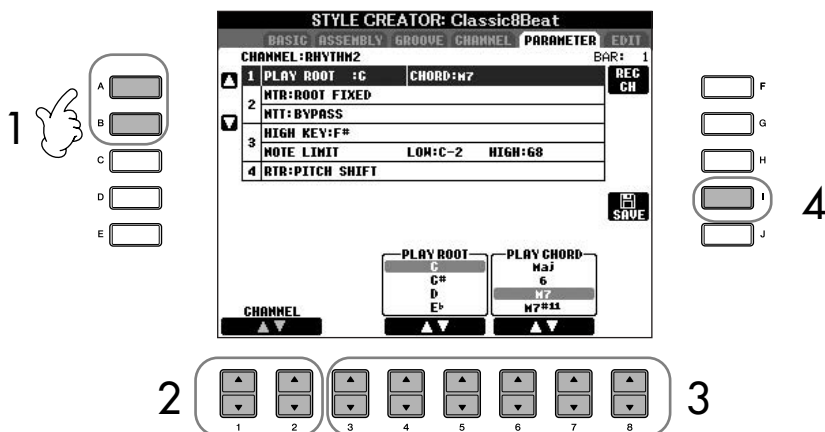 STYLE CREATOR: Classic8Beat
BASIC ASSEMBLY GROOVE CHANNEL PARAMETER EDIT
CHANNEL:RHYTHM2 BAR: 1
1 PLAY ROOT :C CHORD:M7 REC CH
2 NTR:ROOT FIXED
NTT:BYPASS
3 HIGH KEY:F#
NOTE LIMIT LOW:C-2 HIGH:G8
4 RTR:PITCH SHIFT
SAVE
PLAY ROOT PLAY CHORD
C Maj
C# 6
D M7
E♭ M7#11
CHANNEL
1
A
B
C
D
E
F
G
H
I
J
4
2
3
1 2 3 4 5 6 7 8